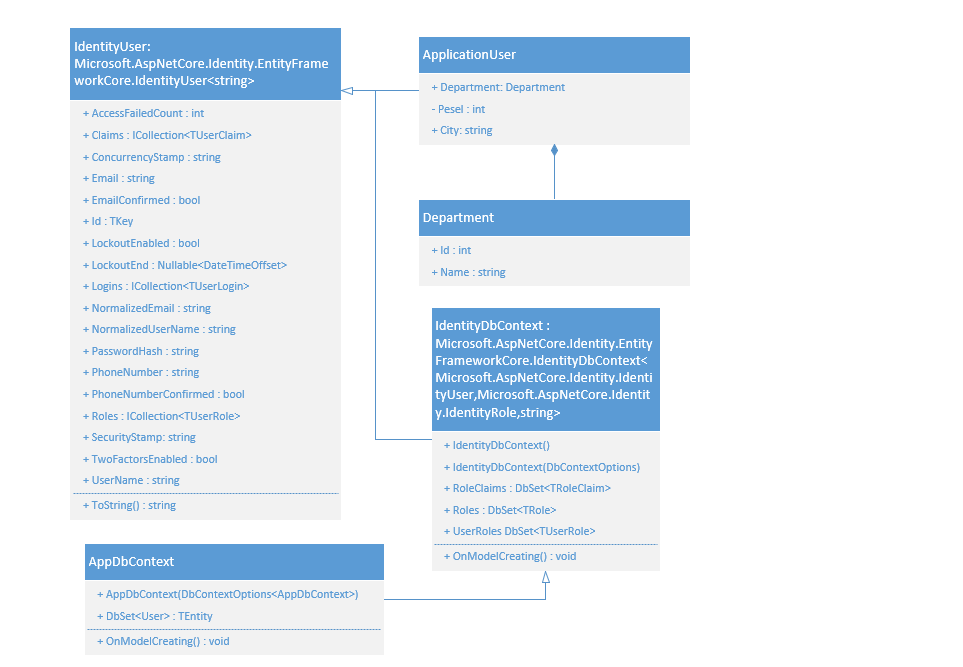 IdentityUser:
Microsoft.AspNetCore.Identity.EntityFrame
workCore.IdentityUser<string>
+ AccessFailedCount : int
+ Claims : ICollection<TUserClaim>
+ ConcurrencyStamp : string
+ Email : string
+ EmailConfirmed : bool
+ Id : TKey
+ LockoutEnabled : bool
+ LockoutEnd : Nullable<DateTimeOffset>
+ Logins : ICollection<TUserLogin>
+ NormalizedEmail : string
+ NormalizedUserName : string
+ PasswordHash : string
+ PhoneNumber : string
+ PhoneNumberConfirmed : bool
+ Roles : ICollection<TUserRole>
+ SecurityStamp: string
+ TwoFactorsEnabled : bool
+ UserName : string
+ ToString() : string
ApplicationUser
+ Department: Department
- Pesel : int
+ City: string
Department
+ Id : int
+ Name : string
IdentityDbContext :
Microsoft.AspNetCore.Identity.Entity
FrameworkCore.IdentityDbContext<
Microsoft.AspNetCore.Identity.Identi
tyUser,Microsoft.AspNetCore.Identit
y.IdentityRole,string>
+ IdentityDbContext()
+ IdentityDbContext(DbContextOptions)
+ RoleClaims : DbSet<TRoleClaim>
+ Roles : DbSet<TRole>
+ UserRoles DbSet<TUserRole>
+ OnModelCreating() : void
AppDbContext
+ AppDbContext(DbContextOptions<AppDbContext>)
+ DbSet<User> : TEntity
+ OnModelCreating() : void